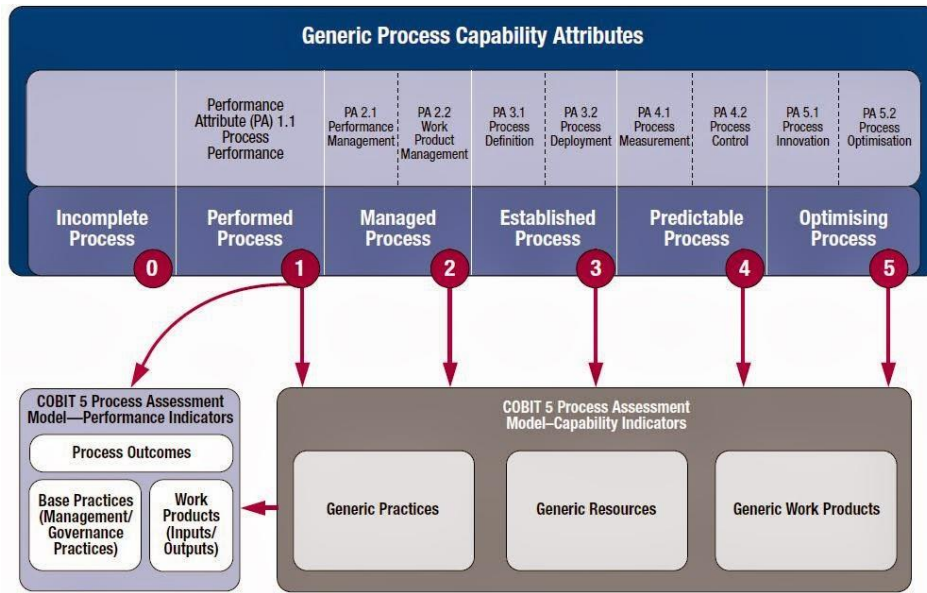 Generic Process Capability Attributes
Performance
Attribute (PA) 1.1
Process
Performance
PA 2.1
Performance
Management
PA 2.2
Work
Product
Management
PA 3.1
Process
Definition
PA 3.2
Process
Deployment
PA 4.1
Process
Measurement
PA 4.2
Process
Control
PA 5.1
Process
Innovation
PA 5.2
Process
Optimisation
Incomplete
Process
0
Performed
Process
1
Managed
Process
2
Established
Process
3
Predictable
Process
4
Optimising
Process
5
COBIT 5 Process Assessment
Model—Performance Indicators
Process Outcomes
Base Practices
(Management/
Governance
Practices)
Work
Products
(Inputs/
Outputs)
COBIT 5 Process Assessment
Model–Capability Indicators
Generic Practices
Generic Resources
Generic Work Products